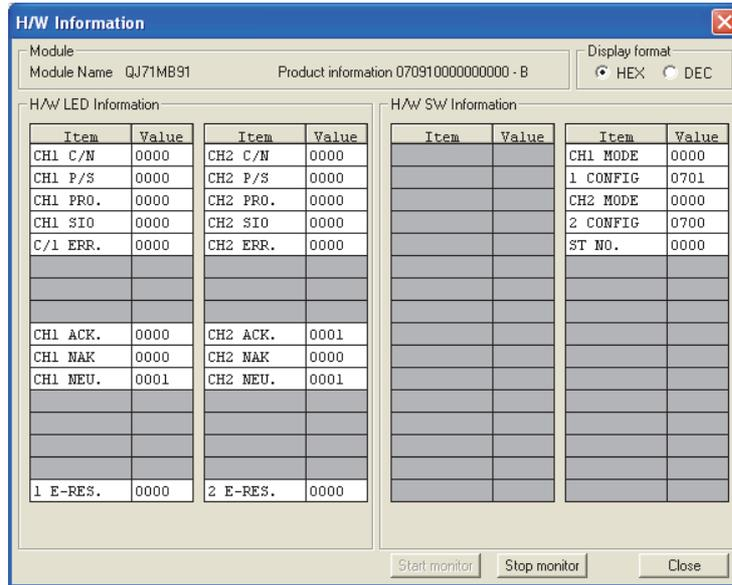 H/W Information
Module
Display format
Module Name QJ71MB91 Product information 070910000000000 - B
HEX DEC
H/W LED Information
H/W SW Information
Item Value Item Value Item Value Item Value
CH1 C/N 0000 CH2 C/N 0000 CH1 MODE 0000
CH1 P/S 0000 CH2 P/S 0000 1 CONFIG 0701
CH1 PRO. 0000 CH2 PRO. 0000 CH2 MODE 0000
CH1 SIO 0000 CH2 SIO 0000 2 CONFIG 0700
C/1 ERR. 0000 CH2 ERR. 0000 ST NO. 0000
CH1 ACK. 0000 CH2 ACK. 0001
CH1 NAK 0000 CH2 NAK 0000
CH1 NEU. 0001 CH2 NEU. 0001
1 E-RES. 0000 2 E-RES. 0000
Start monitor Stop monitor Close